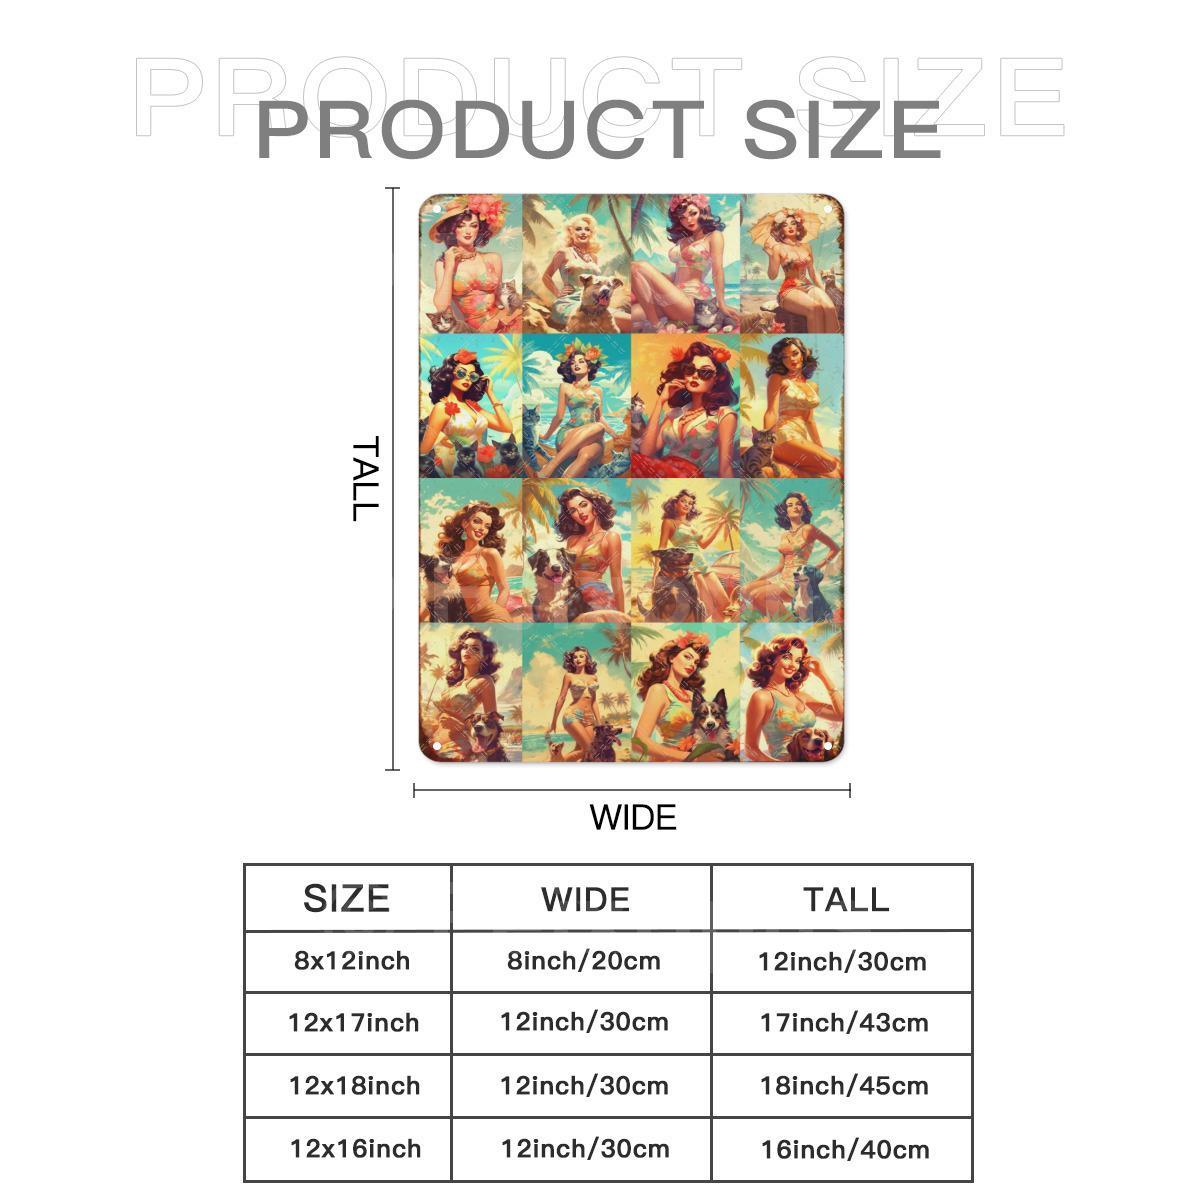 PRODUCT SIZE
PRODUCT SIZE
TALL
WIDE
SIZE WIDE TALL
8x12inch 8inch/20cm 12inch/30cm
12x17inch 12inch/30cm 17inch/43cm
12x18inch 12inch/30cm 18inch/45cm
12x16inch 12inch/30cm 16inch/40cm